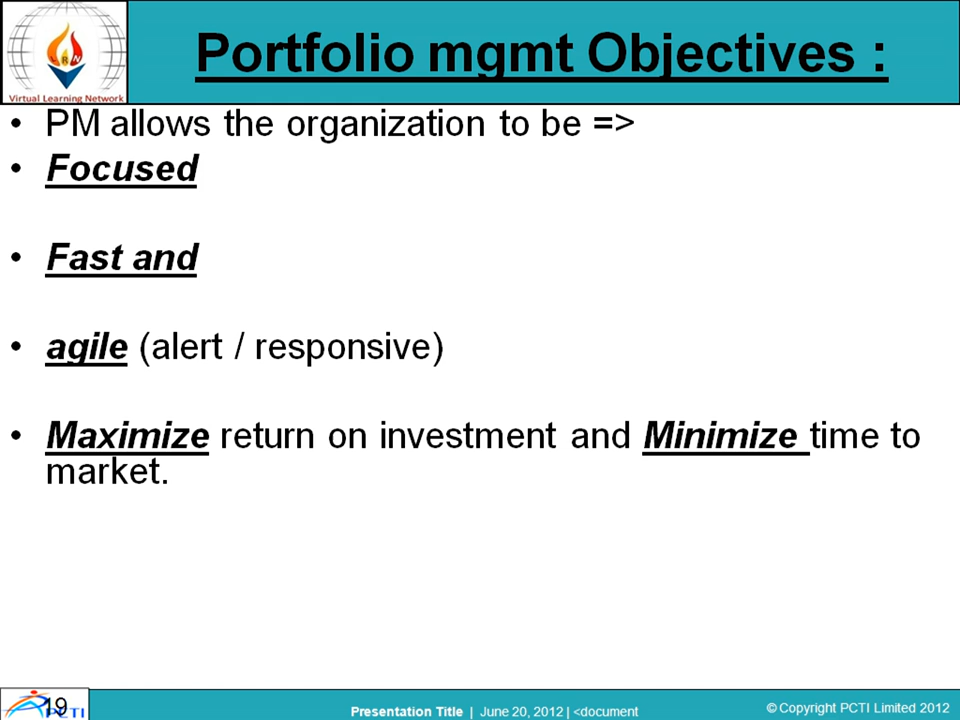 RN
Virtual Learning Network
Portfolio mgmt Objectives :
• PM allows the organization to be =>
• Focused
• Fast and
• agile (alert / responsive)
• Maximize return on investment and Minimize time to
market.
19
PCTI
Presentation Title | June 20, 2012 | <document
© Copyright PCTI Limited 2012